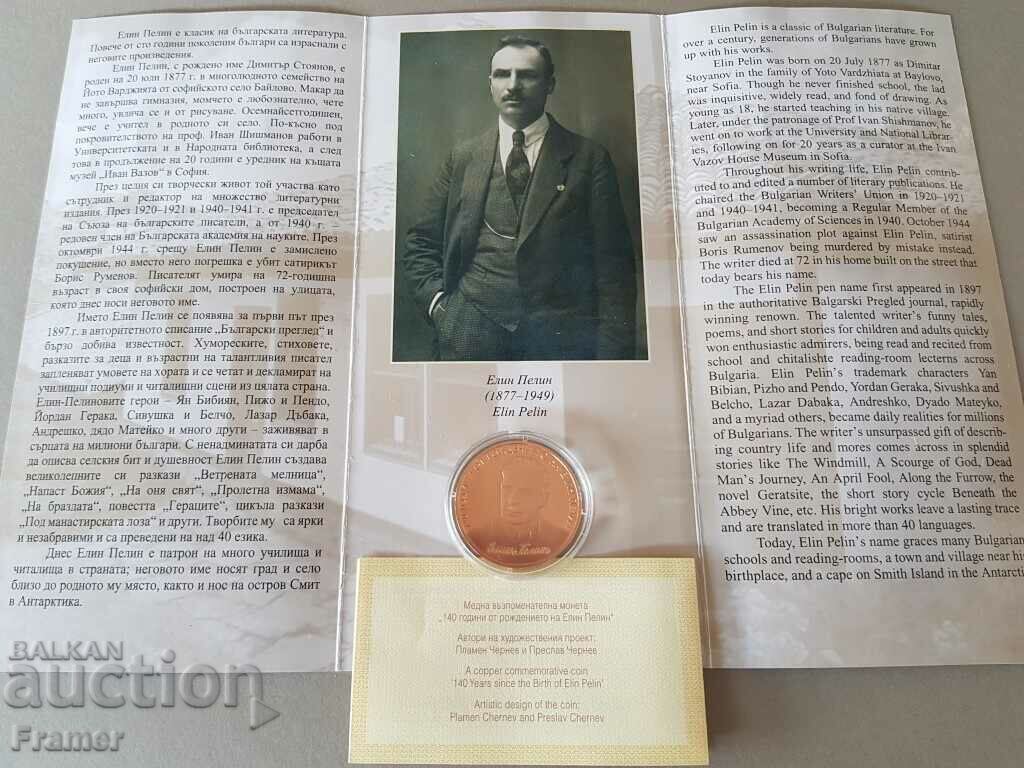 Елин Пелин е класик на българската литература.
Повече от сто години поколения българи са израснали с
неговите произведения.
Елин Пелин, с рождено име Димитър Стоянов, е
роден на 20 юли 1877 г. в многолюдното семейство на
Йото Варджията от софийското село Байлово. Макар да
не завършва гимназия, момчето е любознателно, чете
много, увлича се и от рисуване. Осемнайсетгодишен,
вече е учител в родното си село. По-късно под
покровителството на проф. Иван Шишманов работи в
Университетската и в Народната библиотека, а след
това в продължение на 20 години е уредник на къщата
музей „Иван Вазов“ в София.
През целия си творчески живот той участва като
сътрудник и редактор на множество литературни
издания. През 1920–1921 и 1940–1941 г. е председател
на Съюза на българските писатели, а от 1940 г. –
редовен член на Българската академия на науките. През
октомври 1944 г. срещу Елин Пелин е замислено
покушение, но вместо него погрешка е убит сатирикът
Борис Руменов. Писателят умира на 72-годишна
възраст в своя софийски дом, построен на улицата,
която днес носи неговото име.
Името Елин Пелин се появява за първи път през
1897 г. в авторитетното списание „Български преглед“ и
бързо добива известност. Хумореските, стиховете,
разказите за деца и възрастни на талантливия писател
запленяват умовете на хората и се четат и декламират на
училищни подиуми и читалищни сцени из цялата страна.
Елин-Пелиновите герои – Ян Бибиян, Пижо и Пендо,
Йордан Герака, Сивушка и Белчо, Лазар Дъбака,
Андрешко, дядо Матейко и много други – заживяват в
сърцата на милиони българи. С ненадминатата си дарба
да описва селския бит и душевност Елин Пелин създава
великолепните си разкази „Ветрената мелница“,
„Напаст Божия“, „На оня свят“, „Пролетна измама“,
„На браздата“, повестта „Гераците“, цикъла разкази
„Под манастирската лоза“ и други. Творбите му са ярки
и незабравими и са преведени на над 40 езика.
Днес Елин Пелин е патрон на много училища и
читалища в страната; неговото име носят град и село
близо до родното му място, както и нос на остров Смит
в Антарктика.
Елин Пелин
(1877–1949)
Elin Pelin
Елин Пелин
Медна възпоменателна монета
„140 години от рождението на Елин Пелин“
Автори на художествения проект:
Пламен Чернев и Преслав Чернев
A copper commemorative coin
'140 Years since the Birth of Elin Pelin'
Artistic design of the coin:
Plamen Chernev and Preslav Chernev
Elin Pelin is a classic of Bulgarian literature. For
over a century, generations of Bulgarians have grown
up with his works.
Elin Pelin was born on 20 July 1877 as Dimitar
Stoyanov in the family of Yoto Vardzhiata at Baylovo,
near Sofia. Though he never finished school, the lad
was inquisitive, widely read, and fond of drawing. As
young as 18, he started teaching in his native village.
Later, under the patronage of Prof Ivan Shishmanov, he
went on to work at the University and National Librar-
ies, following on for 20 years as a curator at the Ivan
Vazov House Museum in Sofia.
Throughout his writing life, Elin Pelin contrib-
uted to and edited a number of literary publications. He
chaired the Bulgarian Writers' Union in 1920–1921
and 1940–1941, becoming a Regular Member of the
Bulgarian Academy of Sciences in 1940. October 1944
saw an assassination plot against Elin Pelin, satirist
Boris Rumenov being murdered by mistake instead.
The writer died at 72 in his home built on the street that
today bears his name.
The Elin Pelin pen name first appeared in 1897
in the authoritative Balgarski Pregled journal, rapidly
winning renown. The talented writer's funny tales,
poems, and short stories for children and adults quickly
won enthusiastic admirers, being read and recited from
school and chitalishte reading-room lecterns across
Bulgaria. Elin Pelin's trademark characters Yan
Bibian, Pizho and Pendo, Yordan Geraka, Sivushka and
Belcho, Lazar Dabaka, Andreshko, Dyado Mateyko,
and a myriad others, became daily realities for millions
of Bulgarians. The writer's unsurpassed gift of describ-
ing country life and mores comes across in splendid
stories like The Windmill, A Scourge of God, Dead
Man's Journey, An April Fool, Along the Furrow, the
novel Geratsite, the short story cycle Beneath the
Abbey Vine, etc. His bright works leave a lasting trace
and are translated in more than 40 languages.
Today, Elin Pelin's name graces many Bulgarian
schools and reading-rooms, a town and village near his
birthplace, and a cape on Smith Island in the Antarctic
BALKAN
auction
Framer